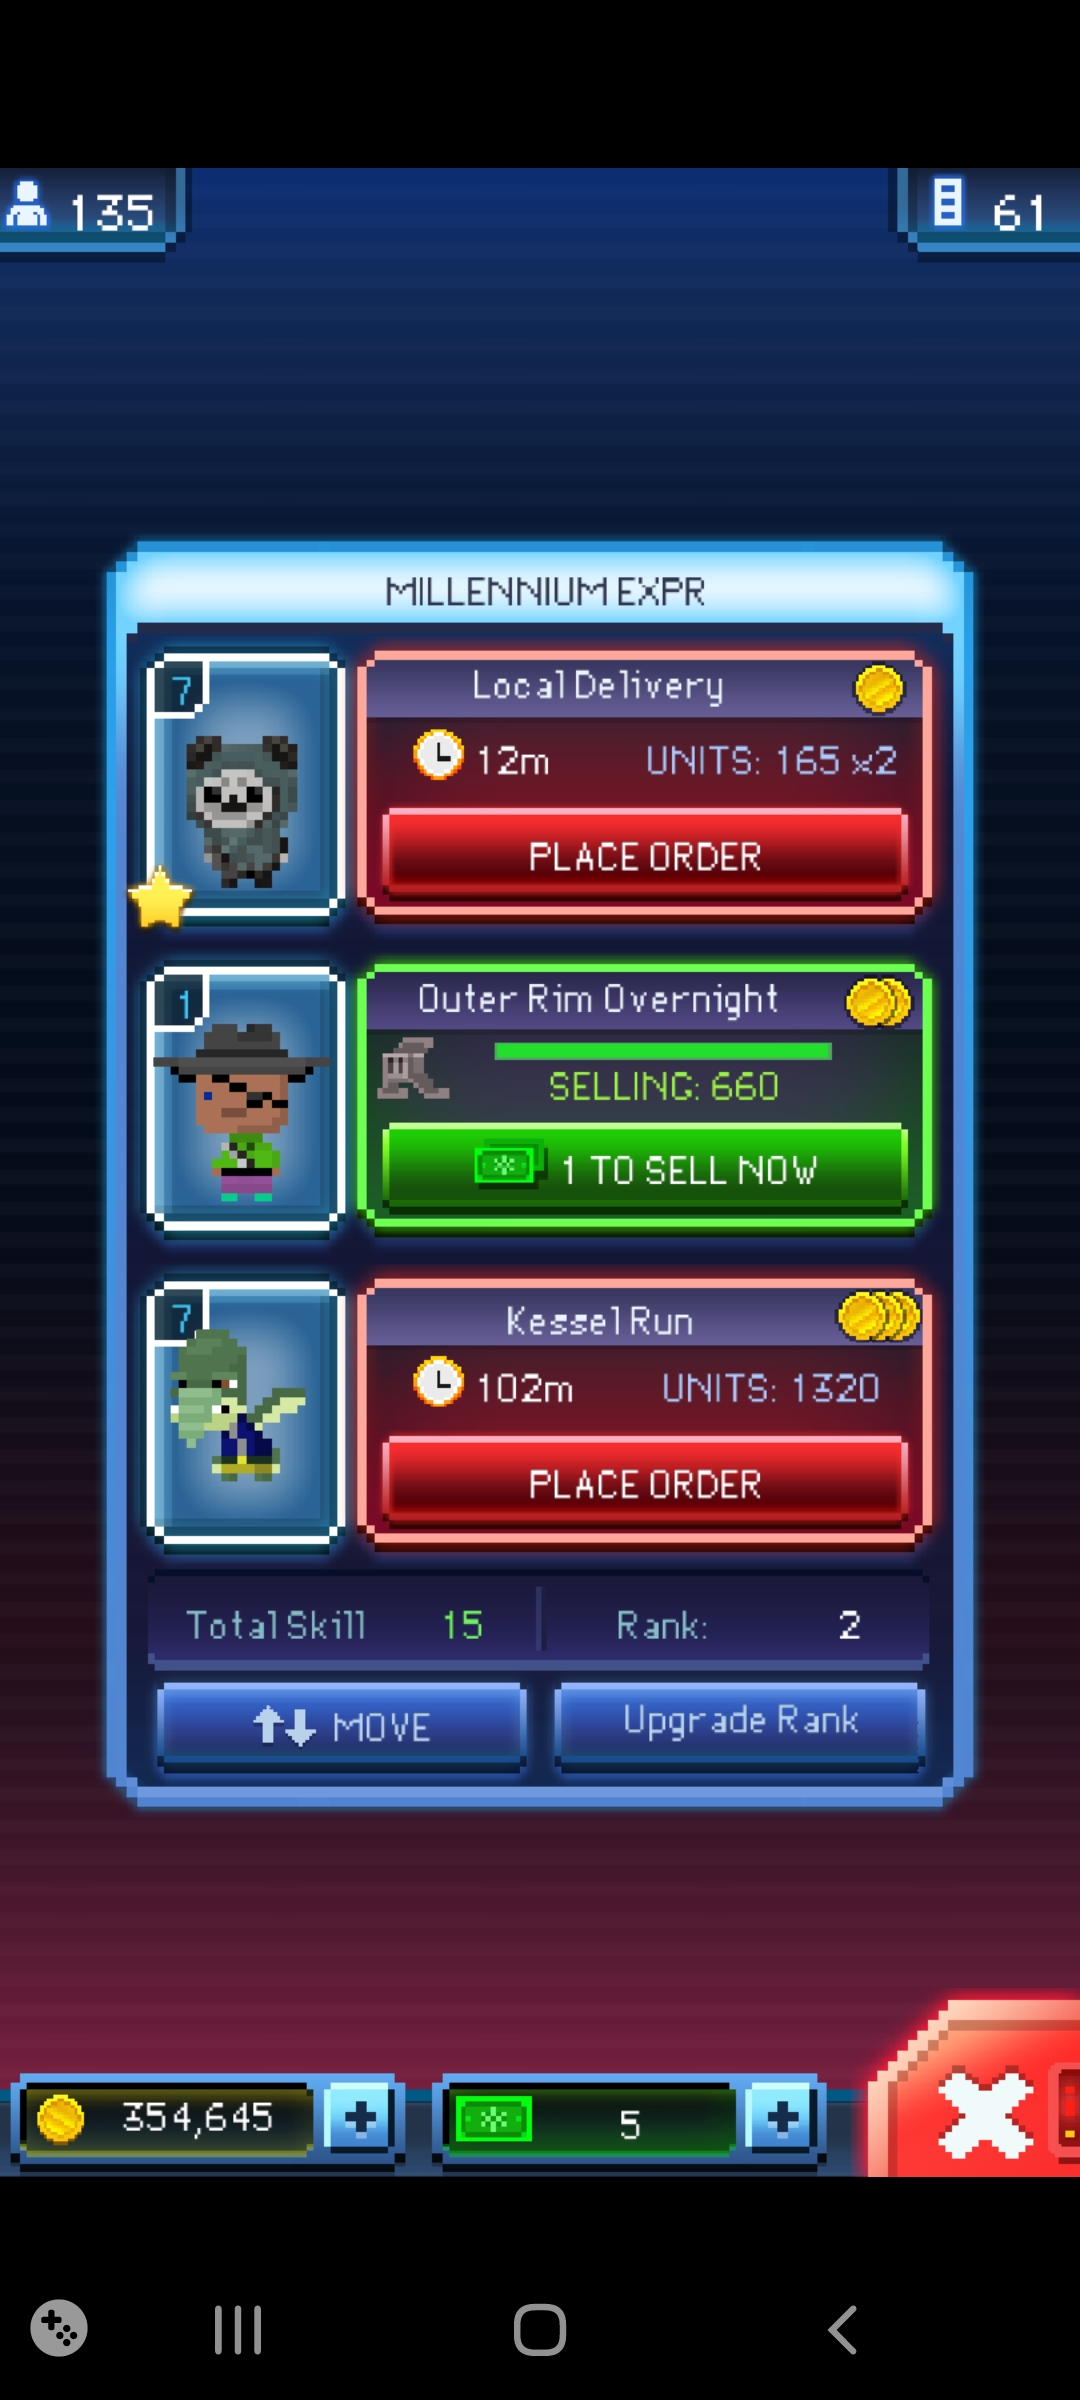 135
61
MILLENNIUM EXPR
7
Local Delivery
12m
UNITS: 165 x2
PLACE ORDER
1
Outer Rim Overnight
SELLING: 660
1 TO SELL NOW
7
Kessel Run
102m
UNITS: 1320
PLACE ORDER
Total Skill 15
Rank: 2
MOVE
Upgrade Rank
354,645
5